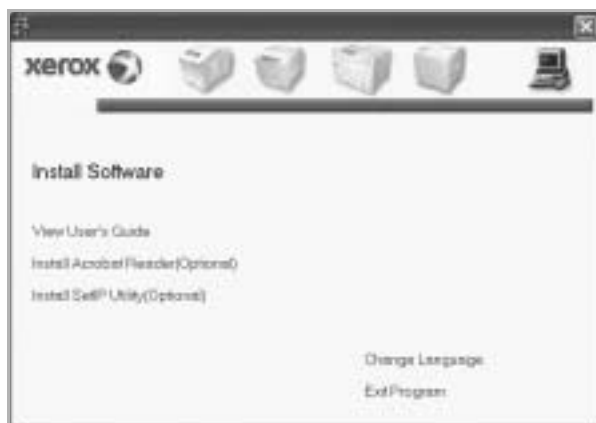 xerox
Install Software
View User's Guide
Install Acrobat Reader(Optional)
Install SetIP Utility(Optional)
Change Language
Exit Program